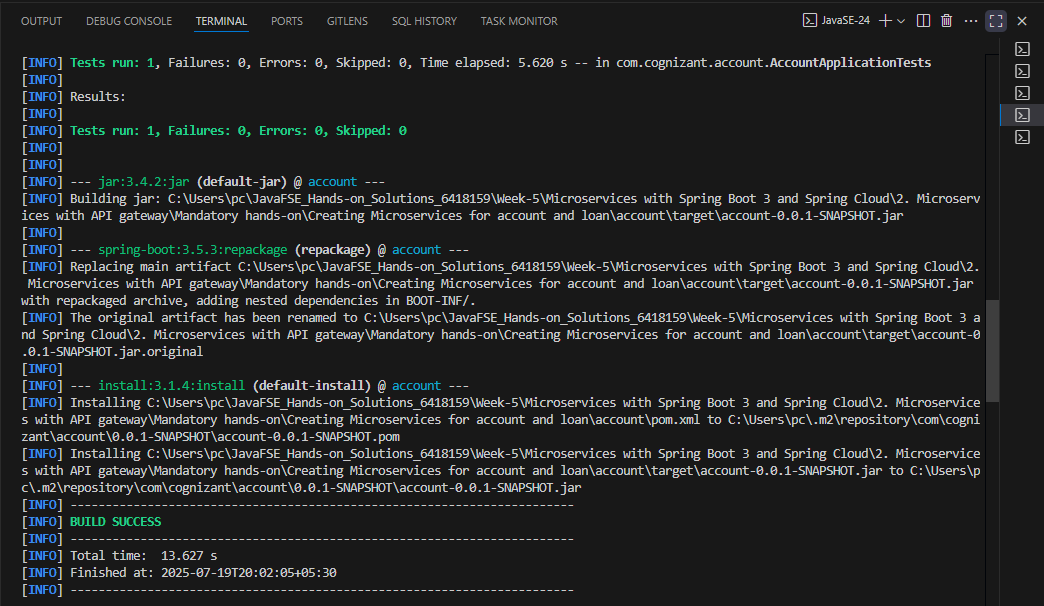 OUTPUT DEBUG CONSOLE TERMINAL PORTS GITLENS SQL HISTORY TASK MONITOR JavaSE-24
[INFO] Tests run: 1, Failures: 0, Errors: 0, Skipped: 0, Time elapsed: 5.620 s -- in com.cognizant.account.AccountApplicationTests
[INFO]
[INFO] Results:
[INFO]
[INFO] Tests run: 1, Failures: 0, Errors: 0, Skipped: 0
[INFO]
[INFO]
[INFO] --- jar:3.4.2:jar (default-jar) @ account ---
[INFO] Building jar: C:\Users\pc\JavaFSE_Hands-on_Solutions_6418159\Week-5\Microservices with Spring Boot 3 and Spring Cloud\2. Microserv
ices with API gateway\Mandatory hands-on\Creating Microservices for account and loan\account\target\account-0.0.1-SNAPSHOT.jar
[INFO]
[INFO] --- spring-boot:3.5.3:repackage (repackage) @ account ---
[INFO] Replacing main artifact C:\Users\pc\JavaFSE_Hands-on_Solutions_6418159\Week-5\Microservices with Spring Boot 3 and Spring Cloud\2.
Microservices with API gateway\Mandatory hands-on\Creating Microservices for account and loan\account\target\account-0.0.1-SNAPSHOT.jar
with repackaged archive, adding nested dependencies in BOOT-INF/.
[INFO] The original artifact has been renamed to C:\Users\pc\JavaFSE_Hands-on_Solutions_6418159\Week-5\Microservices with Spring Boot 3 a
nd Spring Cloud\2. Microservices with API gateway\Mandatory hands-on\Creating Microservices for account and loan\account\target\account-0
.0.1-SNAPSHOT.jar.original
[INFO]
[INFO] --- install:3.1.4:install (default-install) @ account ---
[INFO] Installing C:\Users\pc\JavaFSE_Hands-on_Solutions_6418159\Week-5\Microservices with Spring Boot 3 and Spring Cloud\2. Microservice
s with API gateway\Mandatory hands-on\Creating Microservices for account and loan\account\pom.xml to C:\Users\pc\.m2\repository\com\cogni
zant\account\0.0.1-SNAPSHOT\account-0.0.1-SNAPSHOT.pom
[INFO] Installing C:\Users\pc\JavaFSE_Hands-on_Solutions_6418159\Week-5\Microservices with Spring Boot 3 and Spring Cloud\2. Microservice
s with API gateway\Mandatory hands-on\Creating Microservices for account and loan\account\target\account-0.0.1-SNAPSHOT.jar to C:\Users\p
c\.m2\repository\com\cognizant\account\0.0.1-SNAPSHOT\account-0.0.1-SNAPSHOT.jar
[INFO] ------------------------------------------------------------------------
[INFO] BUILD SUCCESS
[INFO] ------------------------------------------------------------------------
[INFO] Total time:  13.627 s
[INFO] Finished at: 2025-07-19T20:02:05+05:30
[INFO] ------------------------------------------------------------------------